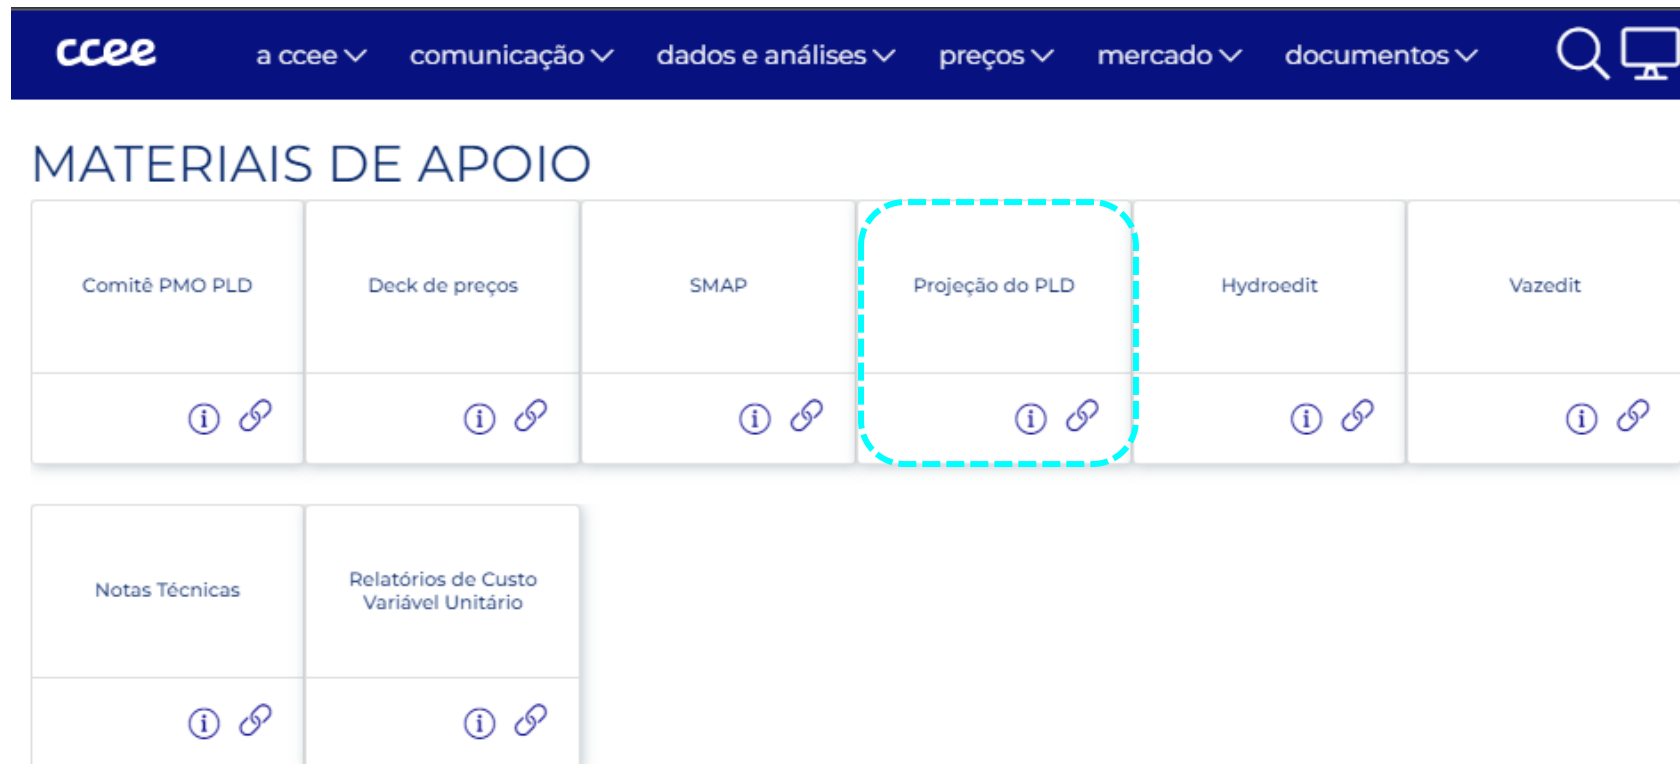 ccee
a ccee
comunicação
dados e análises
preços
mercado
documentos
MATERIAIS DE APOIO
Comitê PMO PLD
Deck de preços
SMAP
Projeção do PLD
Hydroedit
Vazedit
Notas Técnicas
Relatórios de Custo
Variável Unitário